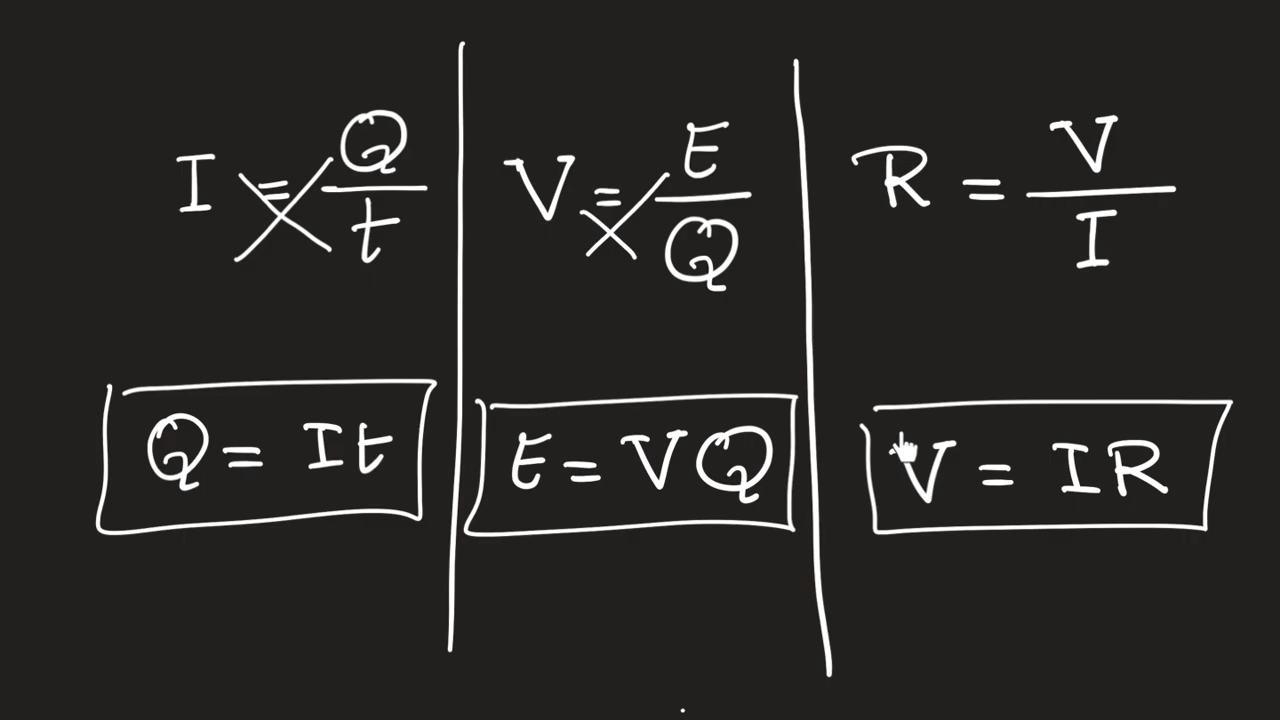 I = Q/t
V = E/Q
R = V/I
Q = It
E = VQ
V = IR